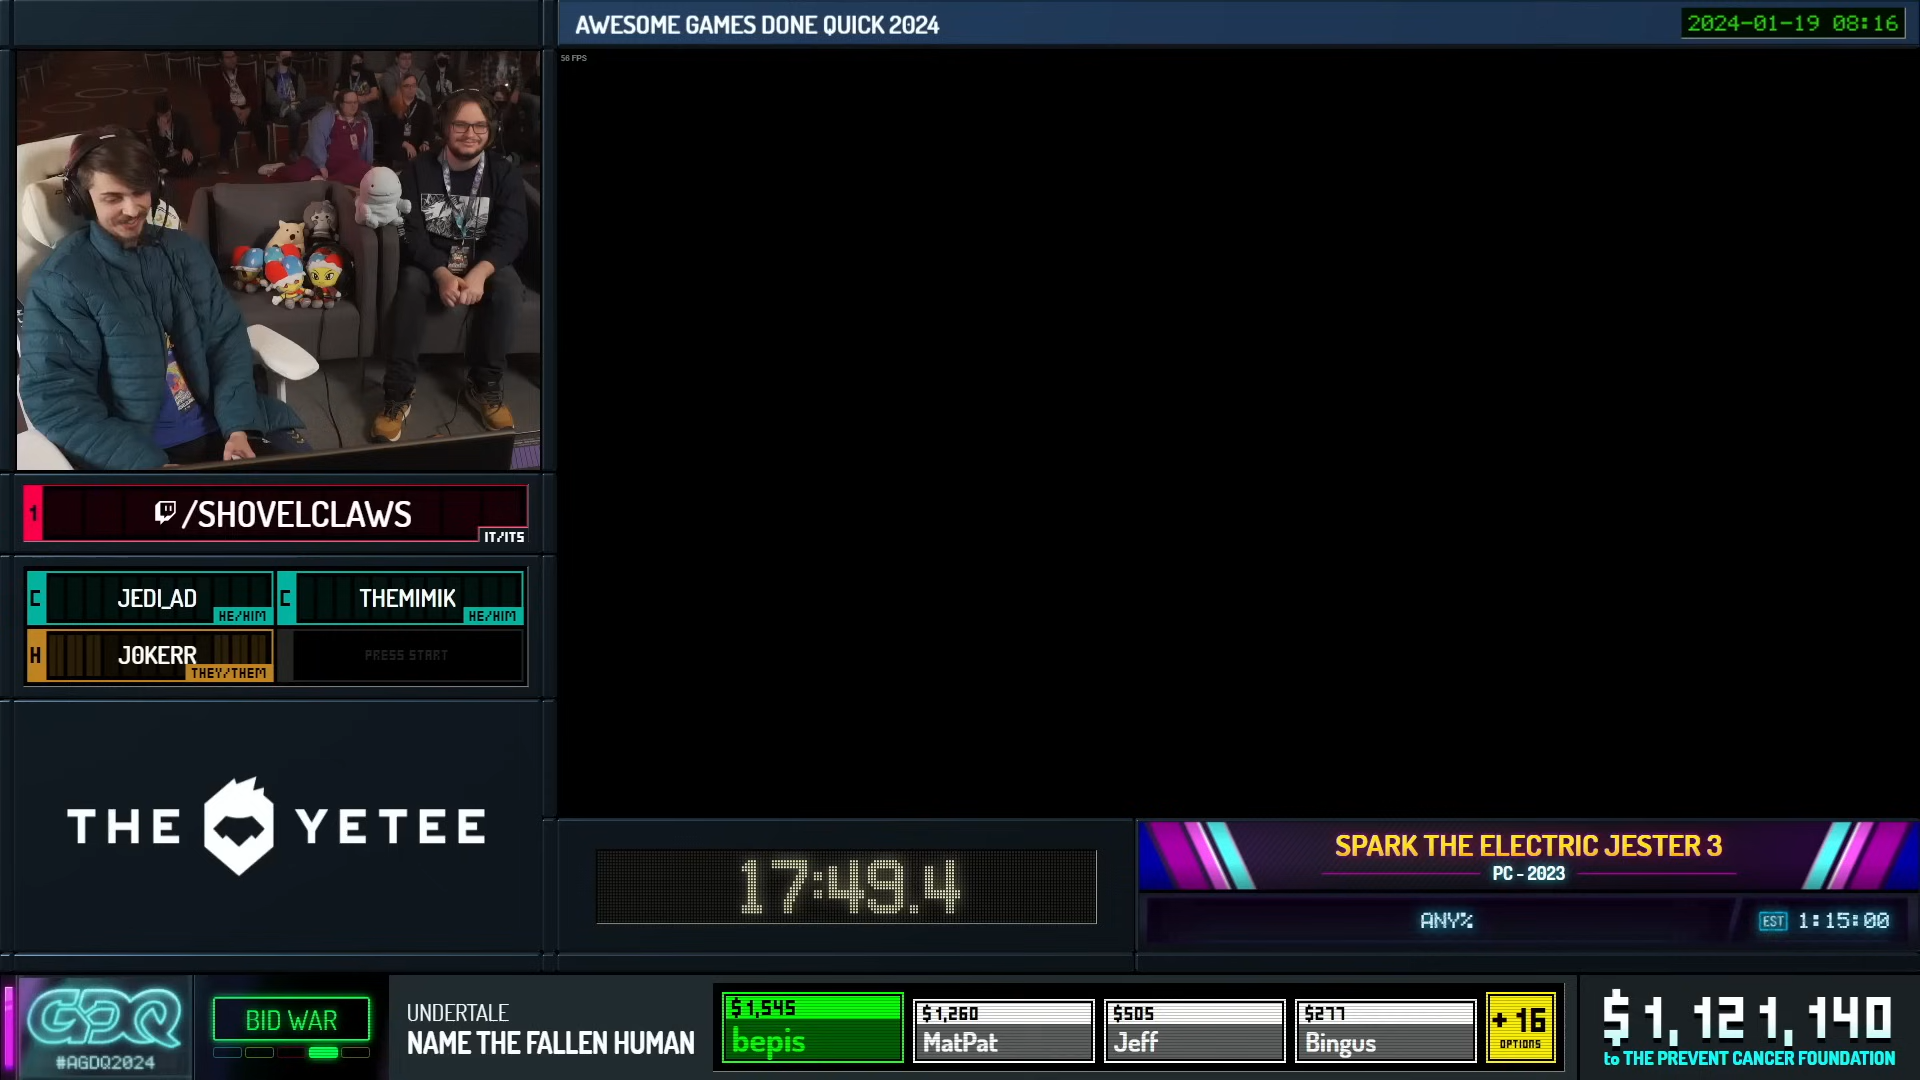 AWESOME GAMES DONE QUICK 2024
2024-01-19 08:16
56 FPS
1
/SHOVELCLAWS
IT/ITS
C
JEDI_AD
HE/HIM
C
THEMIMIK
HE/HIM
H
J0KERR
THEY/THEM
PRESS START
THE YETEE
17:49.4
SPARK THE ELECTRIC JESTER 3
PC - 2023
ANY%
EST 1:15:00
GDQ
#AGDQ2024
BID WAR
UNDERTALE
NAME THE FALLEN HUMAN
$1,545
bepis
$1,260
MatPat
$505
Jeff
$277
Bingus
+16
OPTIONS
$1,121,140
to THE PREVENT CANCER FOUNDATION